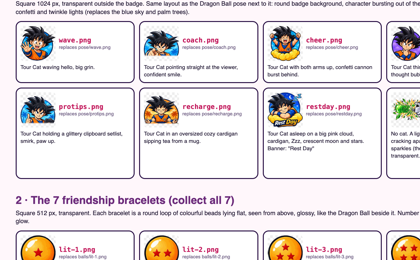 Square 1024 px, transparent outside the badge. Same layout as the Dragon Ball pose next to it: round badge background, character bursting out of the
confetti and twinkle lights (replaces the blue sky and palm trees).
wave.png
replaces pose/wave.png
Tour Cat waving hello, big grin.
coach.png
replaces pose/coach.png
Tour Cat pointing straight at the viewer,
confident smile.
cheer.png
replaces pose/cheer.png
Tour Cat with both arms up, confetti cannon
burst behind.
Tour Cat
thought bub
protips.png
replaces pose/protips.png
Tour Cat holding a glittery clipboard setlist,
smirk, paw up.
recharge.png
replaces pose/recharge.png
Tour Cat in an oversized cozy cardigan
sipping tea from a mug.
Rest Day
restday.png
replaces pose/restday.png
Tour Cat asleep on a big pink cloud,
cardigan, Zzz, crescent moon and stars.
Banner: "Rest Day"
No cat. A lig
cracking ope
sparkles (the
transparent.
2 · The 7 friendship bracelets (collect all 7)
Square 512 px, transparent. Each bracelet is a round loop of colourful beads lying flat, seen from above, glossy, like the Dragon Ball beside it. Number
glow.
lit-1.png
replaces balls/lit-1.png
lit-2.png
replaces balls/lit-2.png
lit-3.png
replaces balls/lit-3.png